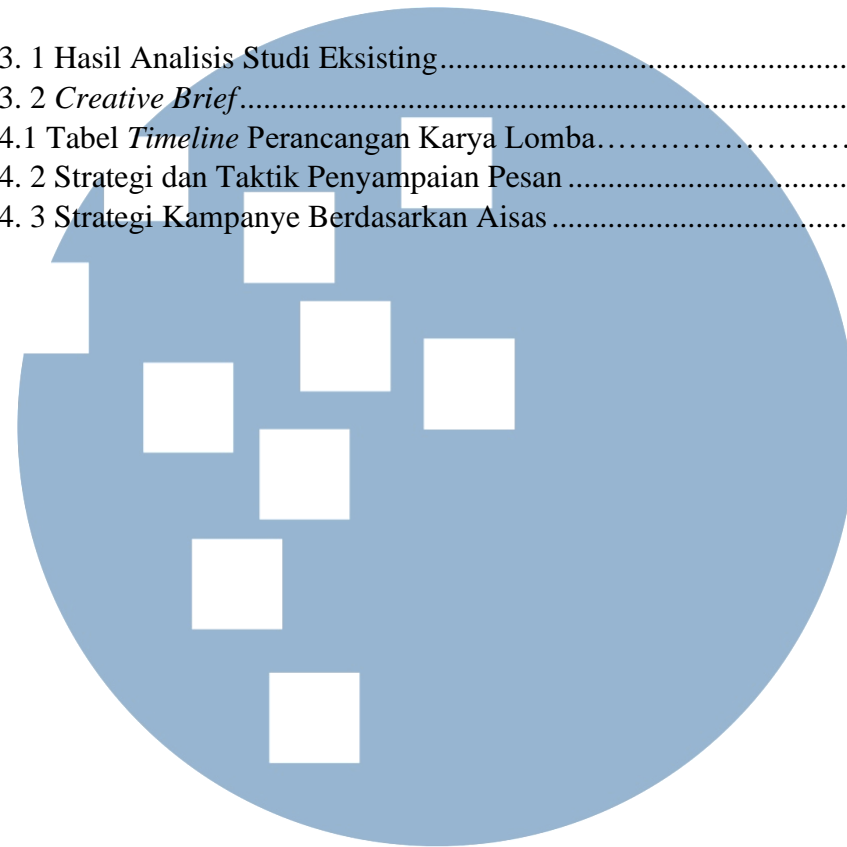 3. 1 Hasil Analisis Studi Eksisting..................................................
3. 2 Creative Brief...........................................................................
4.1 Tabel Timeline Perancangan Karya Lomba……………………
4. 2 Strategi dan Taktik Penyampaian Pesan ...................................
4. 3 Strategi Kampanye Berdasarkan Aisas .....................................